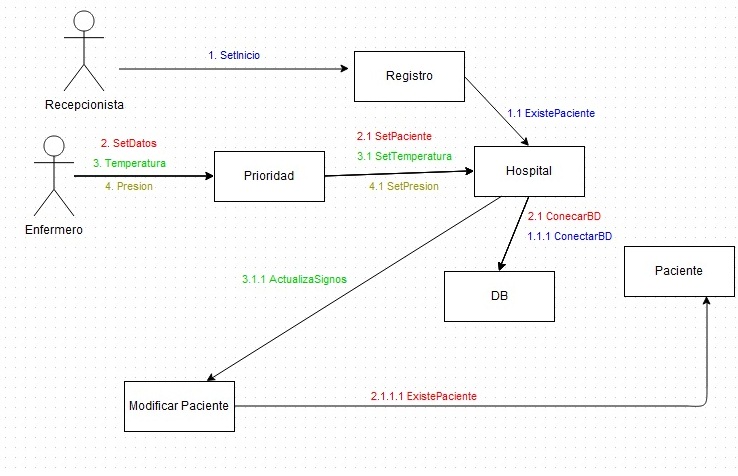 1. SetInicio
Registro
Recepcionista
1.1 ExistePaciente
2. SetDatos
3. Temperatura
4. Presion
Enfermero
Prioridad
2.1 SetPaciente
3.1 SetTemperatura
4.1 SetPresion
Hospital
2.1 ConecarBD
1.1.1 ConectarBD
3.1.1 ActualizaSignos
DB
Paciente
Modificar Paciente
2.1.1.1 ExistePaciente